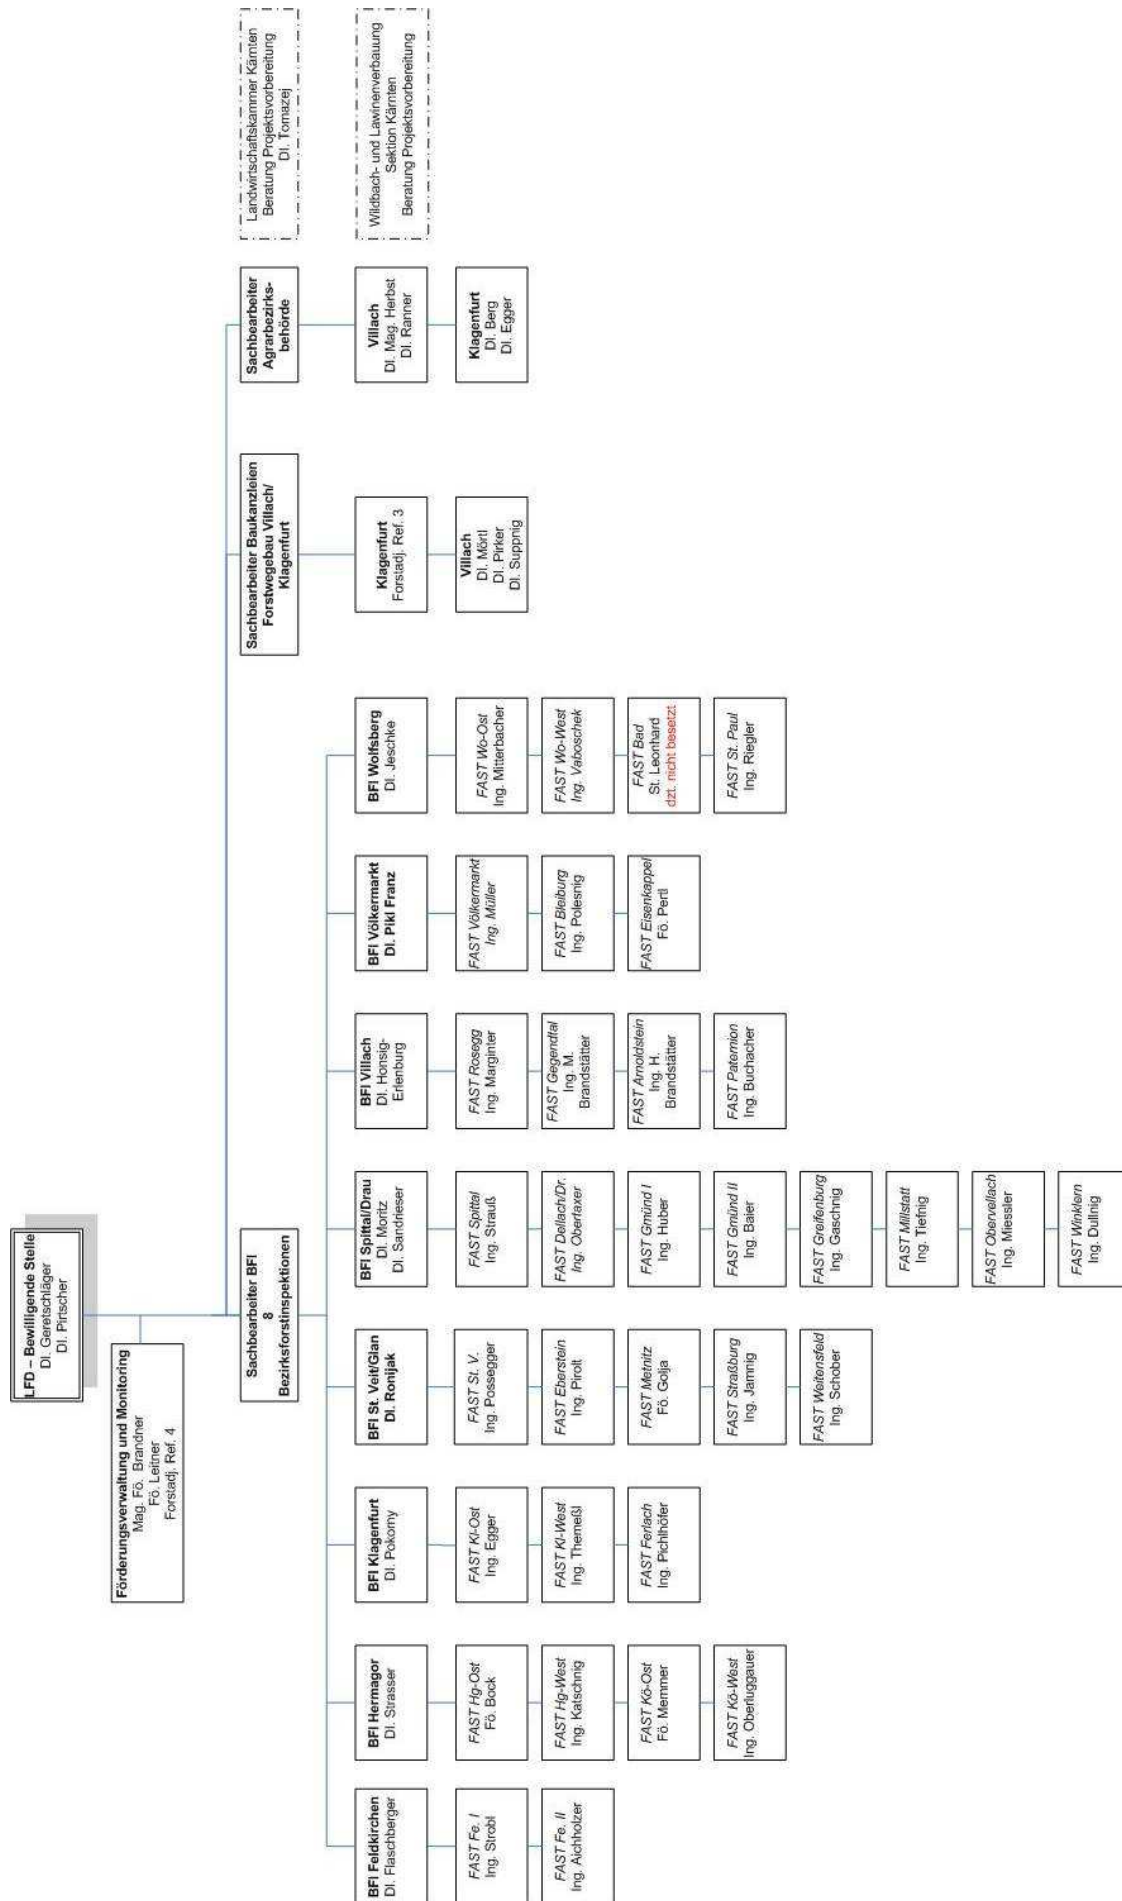 LFD – Bewilligende Stelle
DI. Geretschläger
DI. Pirtscher
Förderungsverwaltung und Monitoring
Mag. Fö. Brandner
Fö. Leitner
Forstadj. Ref. 4
Sachbearbeiter BFI
8
Bezirksforstinspektionen
Sachbearbeiter Baukanzleien
Forstwegebau Villach/
Klagenfurt
Sachbearbeiter
Agrarbezirks-
behörde
Landwirtschaftskammer Kärnten
Beratung Projektsvorbereitung
DI. Tomazej
BFI Feldkirchen
DI. Flaschberger
BFI Hermagor
DI. Strasser
BFI Klagenfurt
DI. Pokorny
BFI St. Veit/Glan
DI. Ronijak
BFI Spittal/Drau
DI. Moritz
DI. Sandrieser
BFI Villach
DI. Honsig-
Erlenburg
BFI Völkermarkt
DI. Pikl Franz
BFI Wolfsberg
DI. Jeschke
Klagenfurt
Forstadj. Ref. 3
Villach
DI. Mag. Herbst
DI. Ranner
Wildbach- und Lawinenverbauung
Sektion Kärnten
Beratung Projektsvorbereitung
FAST Fe. I
Ing. Strobl
FAST Hg-Ost
Fö. Bock
FAST Kl-Ost
Ing. Egger
FAST St. V.
Ing. Possegger
FAST Spittal
Ing. Strauß
FAST Rosegg
Ing. Marginter
FAST Völkermarkt
Ing. Müller
FAST Wo-Ost
Ing. Mitterbacher
Villach
DI. Mörtl
DI. Pirker
DI. Suppnig
Klagenfurt
DI. Berg
DI. Egger
FAST Fe. II
Ing. Aichholzer
FAST Hg-West
Ing. Katschnig
FAST Kl-West
Ing. Themeßl
FAST Eberstein
Ing. Pirolt
FAST Dellach/Dr.
Ing. Oberlaxer
FAST Gegendtal
Ing. M.
Brandstätter
FAST Bleiburg
Ing. Polesnig
FAST Wo-West
Ing. Vaboschek
FAST Kö-Ost
Fö. Memmer
FAST Ferlach
Ing. Pichlhöfer
FAST Metnitz
Fö. Golja
FAST Gmünd I
Ing. Huber
FAST Arnoldstein
Ing. H.
Brandstätter
FAST Eisenkappel
Fö. Pertl
FAST Bad
St. Leonhard
dzt. nicht besetzt
FAST Kö-West
Ing. Oberluggauer
FAST Straßburg
Ing. Jamnig
FAST Gmünd II
Ing. Baier
FAST Paternion
Ing. Buchacher
FAST St. Paul
Ing. Riegler
FAST Weitensfeld
Ing. Schober
FAST Greifenburg
Ing. Gaschnig
FAST Millstatt
Ing. Tiefnig
FAST Obervellach
Ing. Miessler
FAST Winklern
Ing. Dullnig